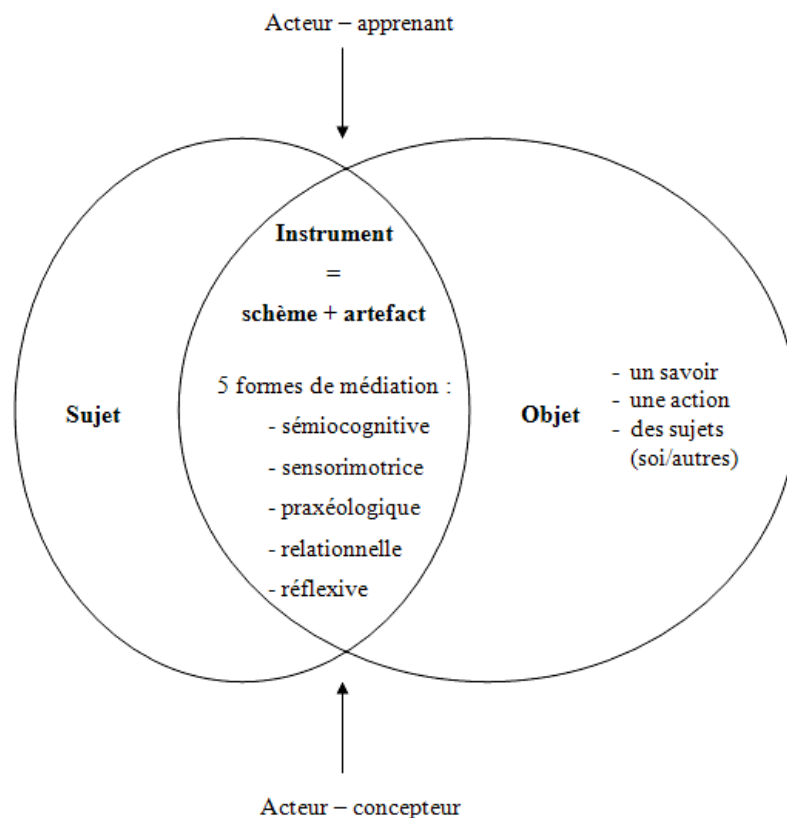 Acteur – apprenant
Instrument
=
schème + artefact
5 formes de médiation :
- sémiocognitive
- sensorimotrice
- praxéologique
- relationnelle
- réflexive
Sujet
Objet
- un savoir
- une action
- des sujets
(soi/autres)
Acteur – concepteur